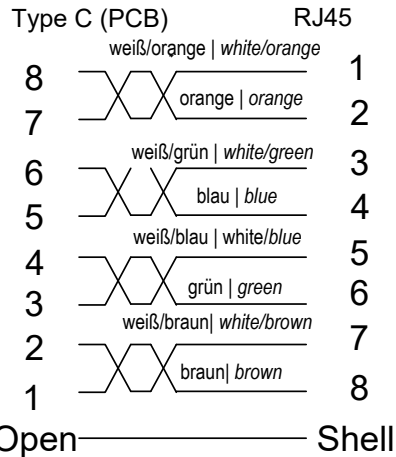 Type C (PCB) RJ45
weiß/orange | white/orange
8 1
orange | orange
7 2
weiß/grün | white/green
6 3
blau | blue
5 4
weiß/blau | white/blue
4 5
grün | green
3 6
weiß/braun| white/brown
2 7
braun| brown
1 8
Open Shell